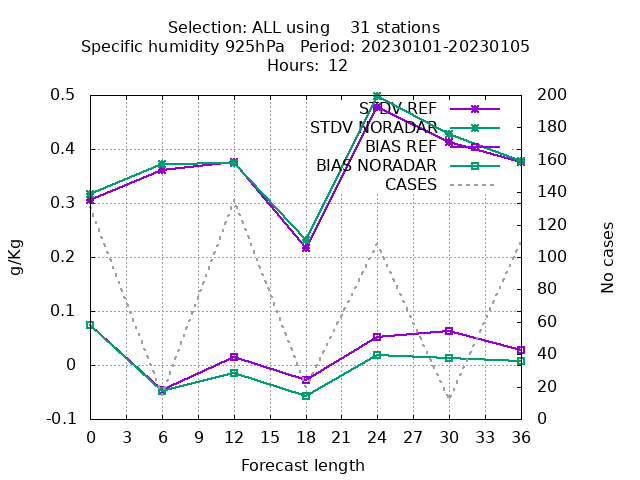 Selection: ALL using    31 stations
Specific humidity 925hPa   Period: 20230101-20230105
Hours: 12
g/Kg
0.5
0.4
0.3
0.2
0.1
0
-0.1
STDV REF
STDV NORADAR
BIAS REF
BIAS NORADAR
CASES
200
180
160
140
120
100
80
60
40
20
0
No cases
0 3 6 9 12 15 18 21 24 27 30 33 36
Forecast length